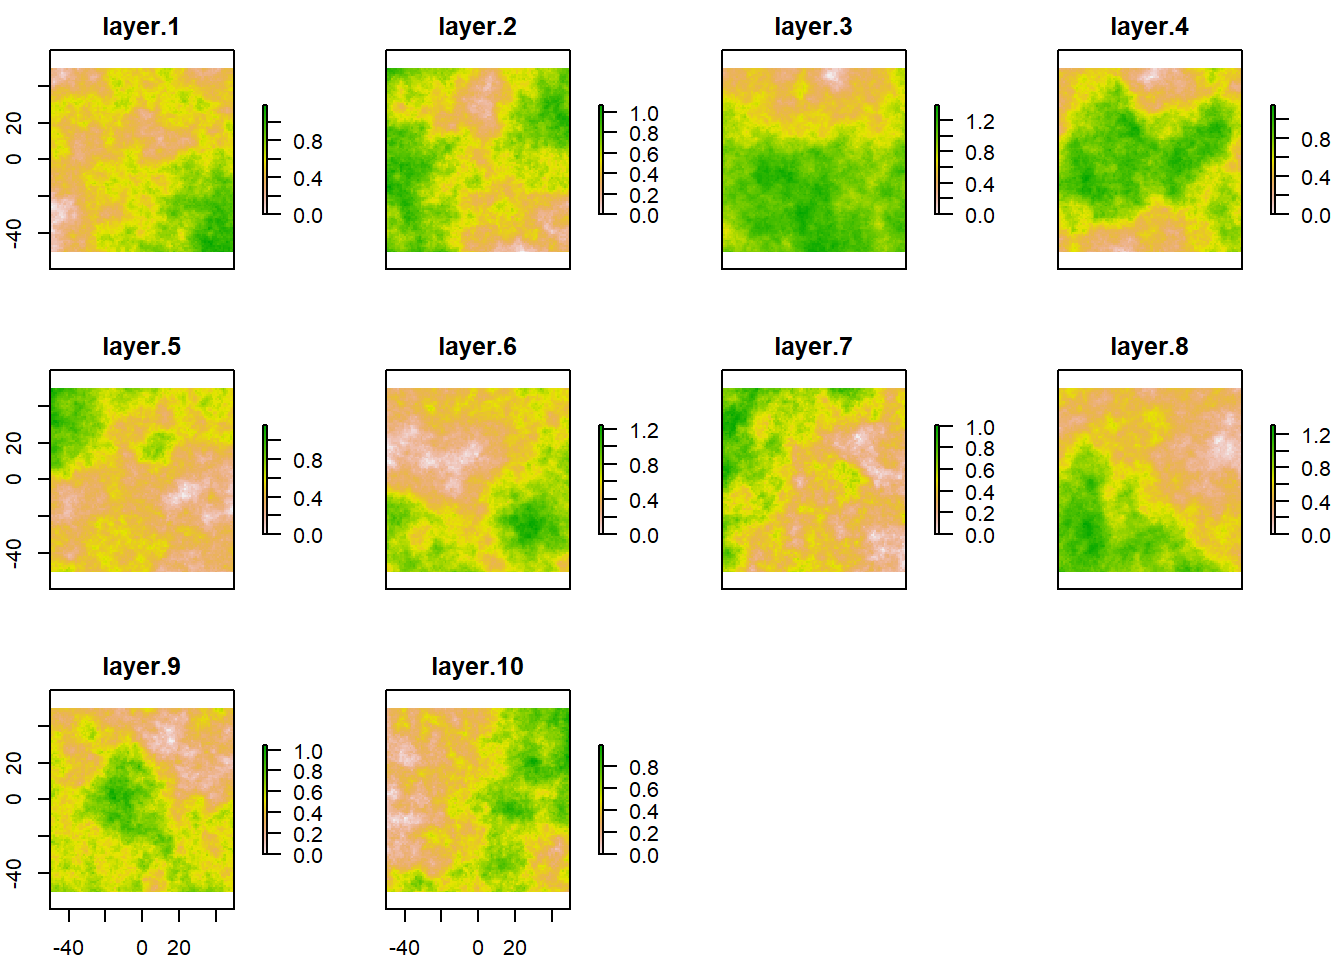 layer.1 layer.2 layer.3 layer.4
20 0 -40
0.8 0.4 0.0
1.0 0.8 0.6 0.4 0.2 0.0
1.2 0.8 0.4 0.0
0.8 0.4 0.0
layer.5 layer.6 layer.7 layer.8
20 0 -40
0.8 0.4 0.0
1.2 0.8 0.4 0.0
1.0 0.8 0.6 0.4 0.2 0.0
1.2 0.8 0.4 0.0
layer.9 layer.10
20 0 -40
1.0 0.8 0.6 0.4 0.2 0.0
0.8 0.6 0.4 0.2 0.0
-40 0 20 -40 0 20